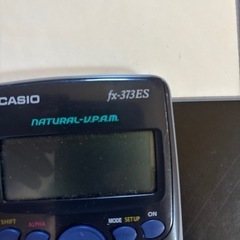 CASIO fx-373ES
NATURAL-V.P.A.M.
SHIFT ALPHA MODE SETUP ON